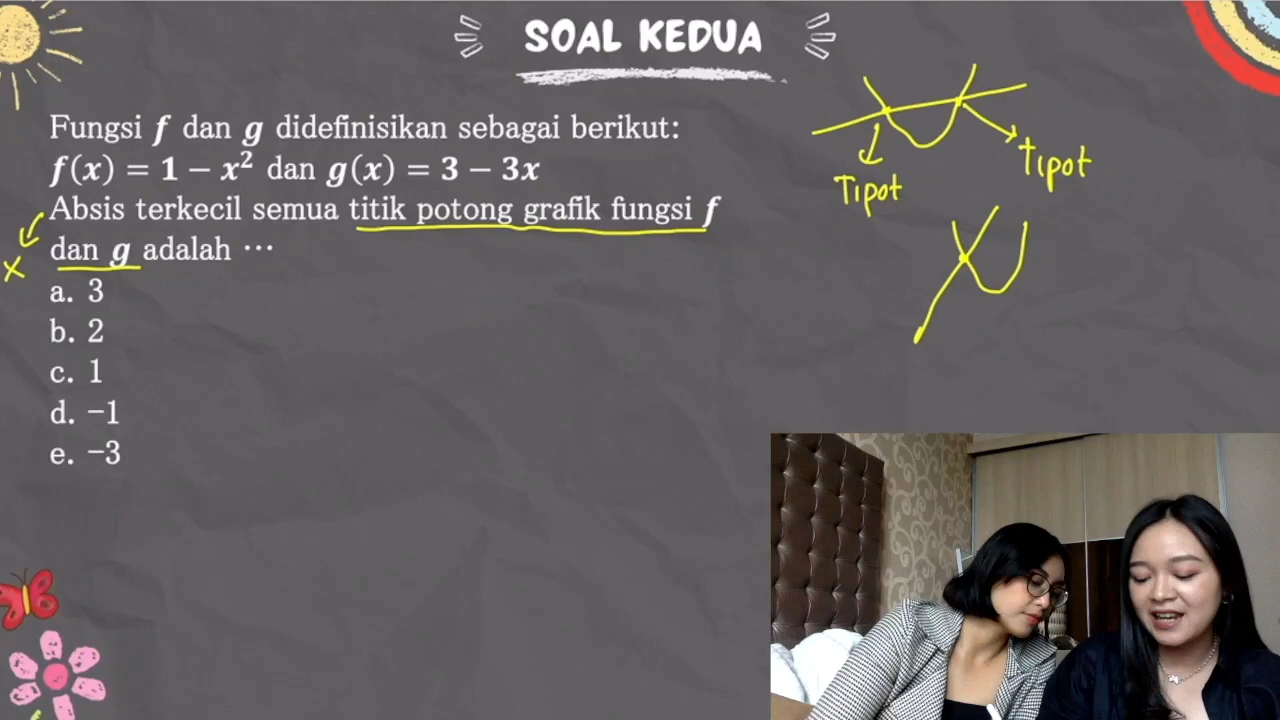 SOAL KEDUA
Fungsi f dan g didefinisikan sebagai berikut:
f(x) = 1 − x² dan g(x) = 3 − 3x
Absis terkecil semua titik potong grafik fungsi f
dan g adalah ⋯
x
a. 3
b. 2
c. 1
d. −1
e. −3
Tipot
Tipot